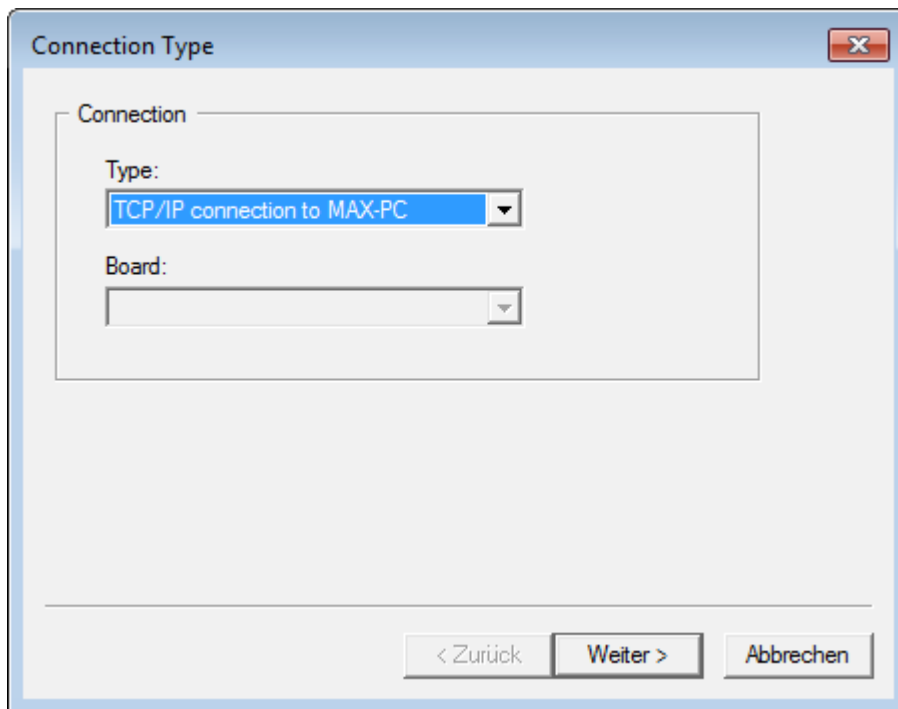 Connection Type
Connection
Type:
TCP/IP connection to MAX-PC
Board:
< Zurück
Weiter >
Abbrechen